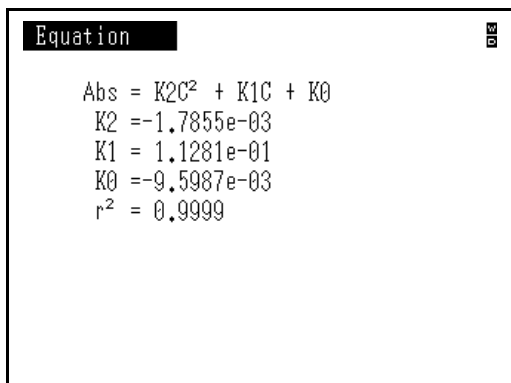 Equation
W
D
Abs = K2C² + K1C + K0
K2 =-1.7855e-03
K1 = 1.1281e-01
K0 =-9.5987e-03
r² = 0.9999